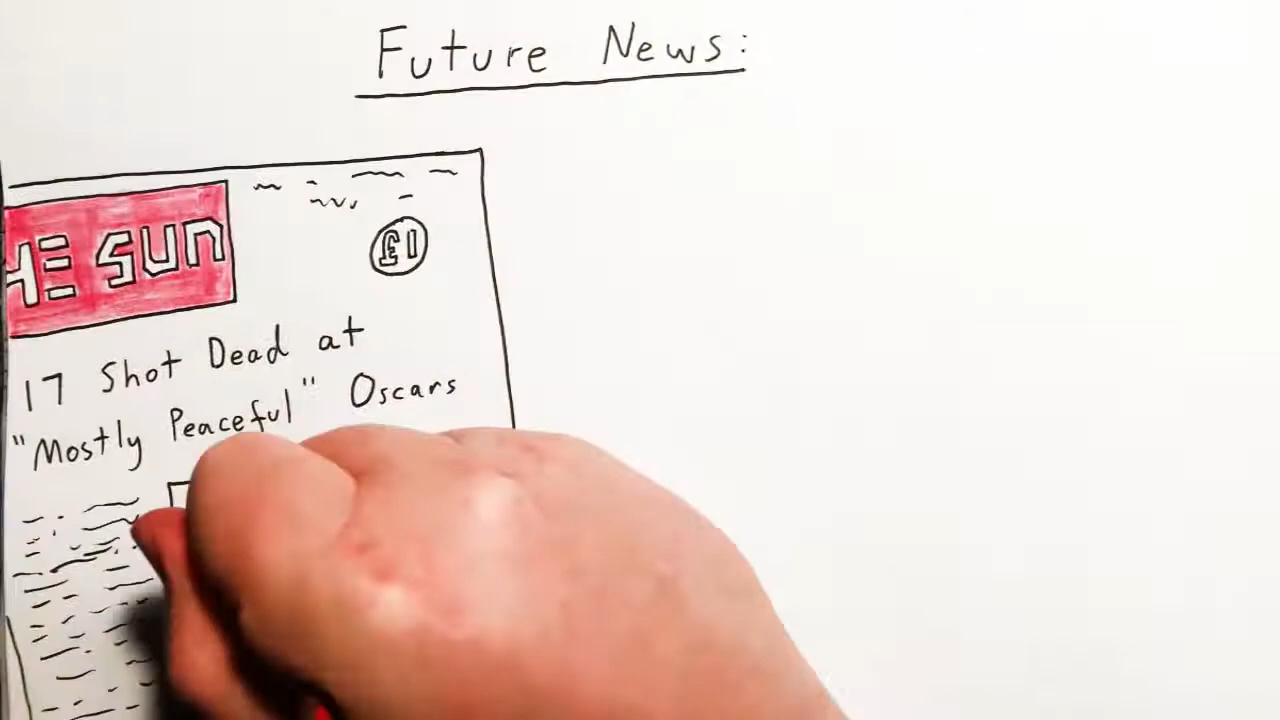 Future News:
HE SUN
£1
17 Shot Dead at
"Mostly Peaceful" Oscars